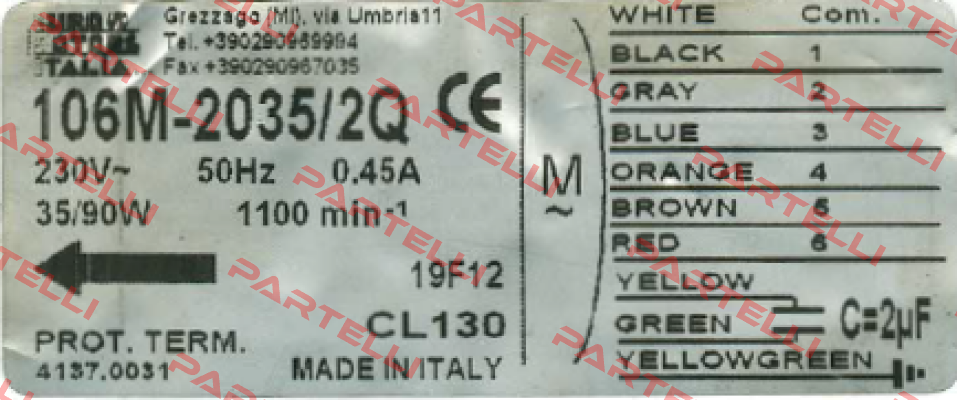 Grezzago (MI), via Umbria11
Tel. +390290969994
Fax +390290967035
TALIA
106M-2035/2Q CE
230V~ 50Hz 0.45A
35/90W 1100 min-1
19F12
CL130
PROT. TERM.
4137.0031 MADE IN ITALY
M
~
WHITE Com.
BLACK 1
GRAY 2
BLUE 3
ORANGE 4
BROWN 5
RED 6
YELLOW
GREEN C=2µF
YELLOWGREEN
PARTELLI